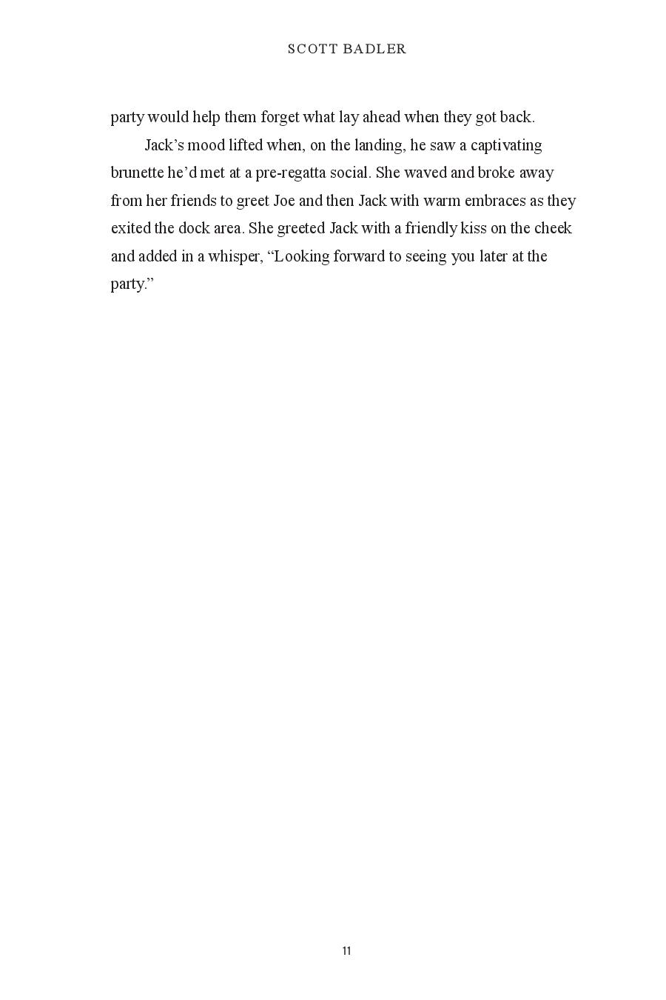 SCOTT BADLER
party would help them forget what lay ahead when they got back.
Jack’s mood lifted when, on the landing, he saw a captivating
brunette he’d met at a pre-regatta social. She waved and broke away
from her friends to greet Joe and then Jack with warm embraces as they
exited the dock area. She greeted Jack with a friendly kiss on the cheek
and added in a whisper, “Looking forward to seeing you later at the
party.”
11